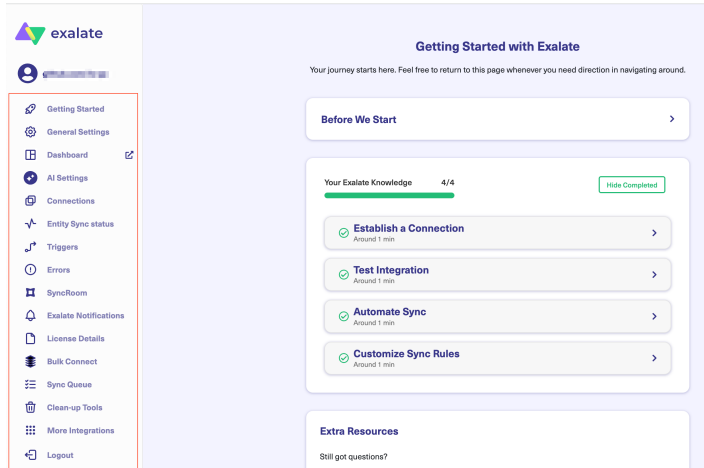 exalate
Getting Started
General Settings
Dashboard
AI Settings
Connections
Entity Sync status
Triggers
Errors
SyncRoom
Exalate Notifications
License Details
Bulk Connect
Sync Queue
Clean-up Tools
More Integrations
Logout
Getting Started with Exalate
Your journey starts here. Feel free to return to this page whenever you need direction in navigating around.
Before We Start
Your Exalate Knowledge 4/4
Hide Completed
Establish a Connection
Around 1 min
Test Integration
Around 1 min
Automate Sync
Around 1 min
Customize Sync Rules
Around 1 min
Extra Resources
Still got questions?